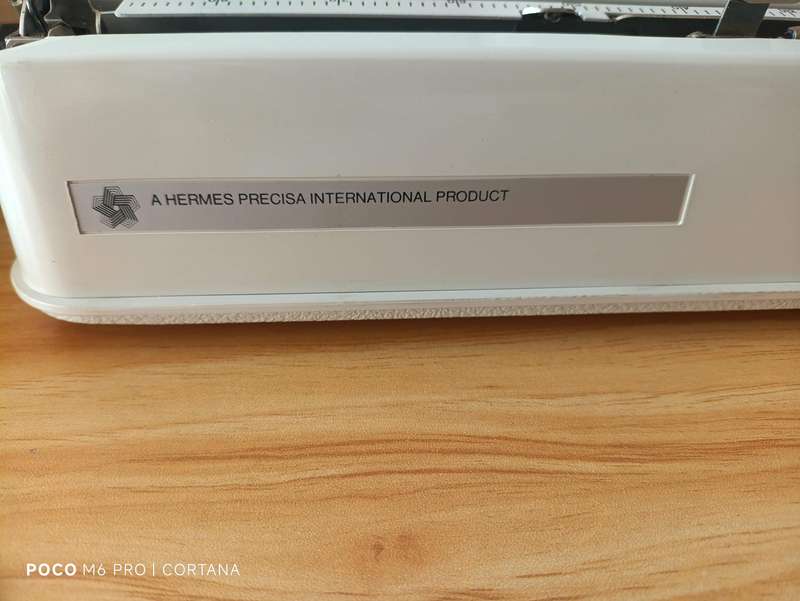 A HERMES PRECISA INTERNATIONAL PRODUCT
POCO M6 PRO | CORTANA